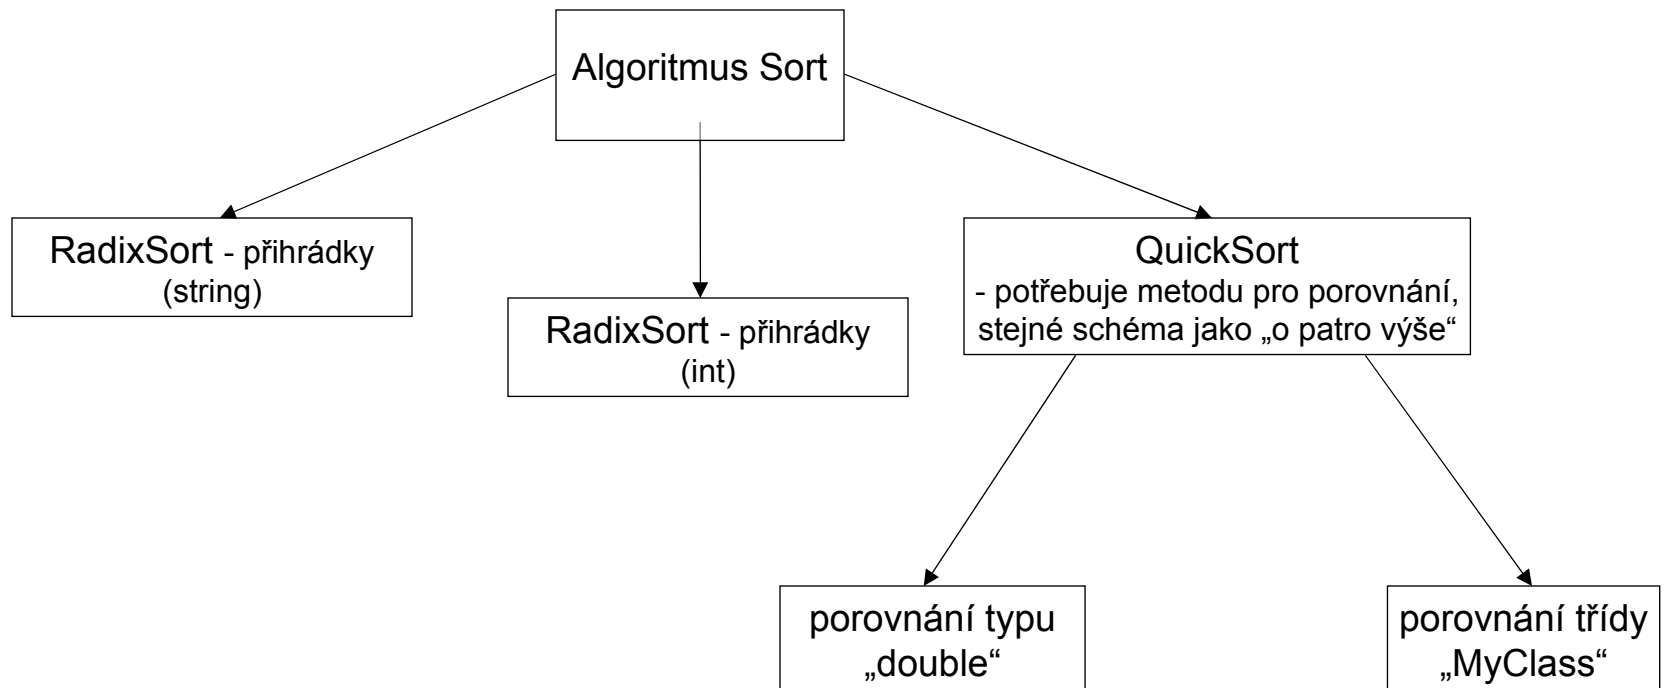 Algoritmus Sort
RadixSort - přihrádky
(string)
RadixSort - přihrádky
(int)
QuickSort
- potřebuje metodu pro porovnání,
stejné schéma jako „o patro výše“
porovnání typu
„double“
porovnání třídy
„MyClass“